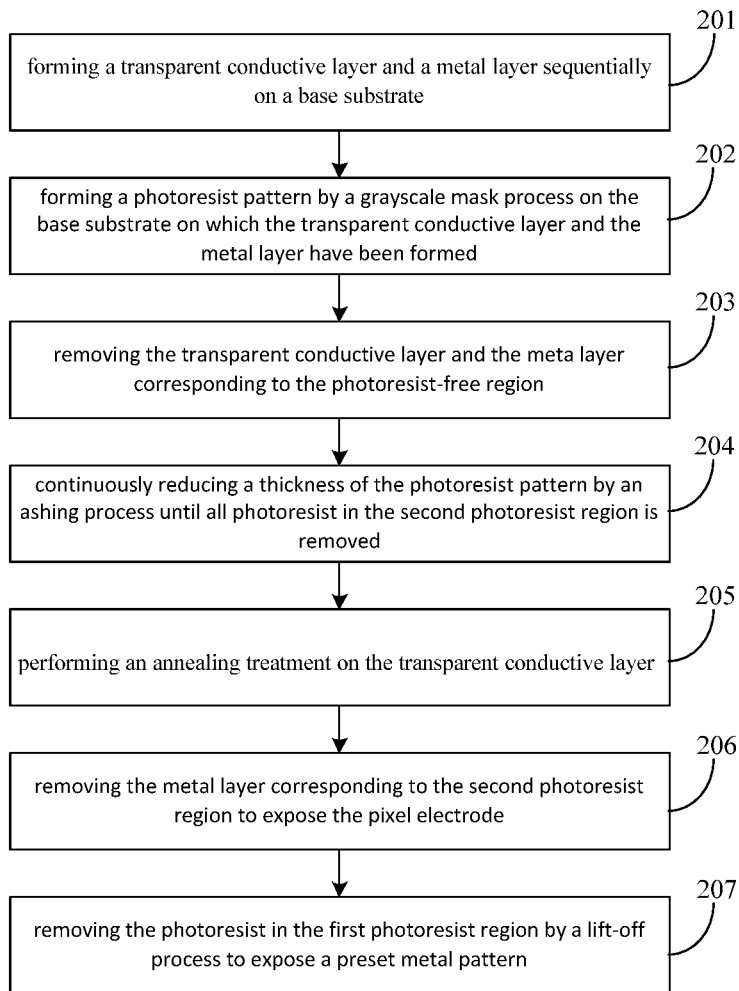 201
forming a transparent conductive layer and a metal layer sequentially
on a base substrate
202
forming a photoresist pattern by a grayscale mask process on the
base substrate on which the transparent conductive layer and the
metal layer have been formed
203
removing the transparent conductive layer and the meta layer
corresponding to the photoresist-free region
204
continuously reducing a thickness of the photoresist pattern by an
ashing process until all photoresist in the second photoresist region is
removed
205
performing an annealing treatment on the transparent conductive layer
206
removing the metal layer corresponding to the second photoresist
region to expose the pixel electrode
207
removing the photoresist in the first photoresist region by a lift-off
process to expose a preset metal pattern